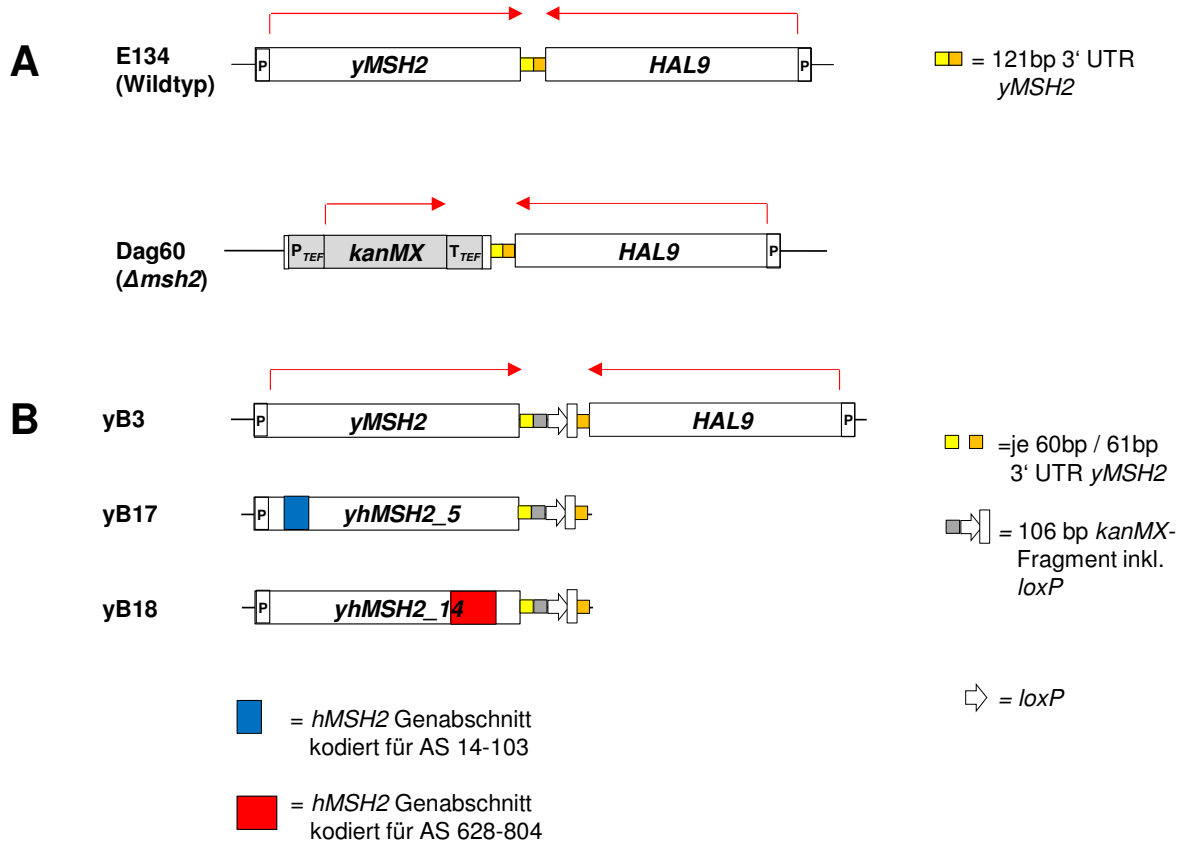 A
E134
(Wildtyp)
P
yMSH2
HAL9
P
= 121bp 3‘ UTR
yMSH2
Dag60
(Δmsh2)
PTEF
kanMX
TTEF
HAL9
P
B
yB3
P
yMSH2
HAL9
P
=je 60bp / 61bp
3‘ UTR yMSH2
yB17
P
yhMSH2_5
= 106 bp kanMX-
Fragment inkl.
loxP
yB18
P
yhMSH2_14
= loxP
= hMSH2 Genabschnitt
kodiert für AS 14-103
= hMSH2 Genabschnitt
kodiert für AS 628-804